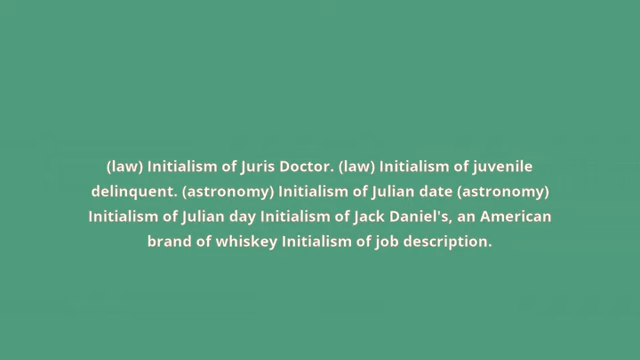 (law) Initialism of Juris Doctor. (law) Initialism of juvenile
delinquent. (astronomy) Initialism of Julian date (astronomy)
Initialism of Julian day Initialism of Jack Daniel's, an American
brand of whiskey Initialism of job description.